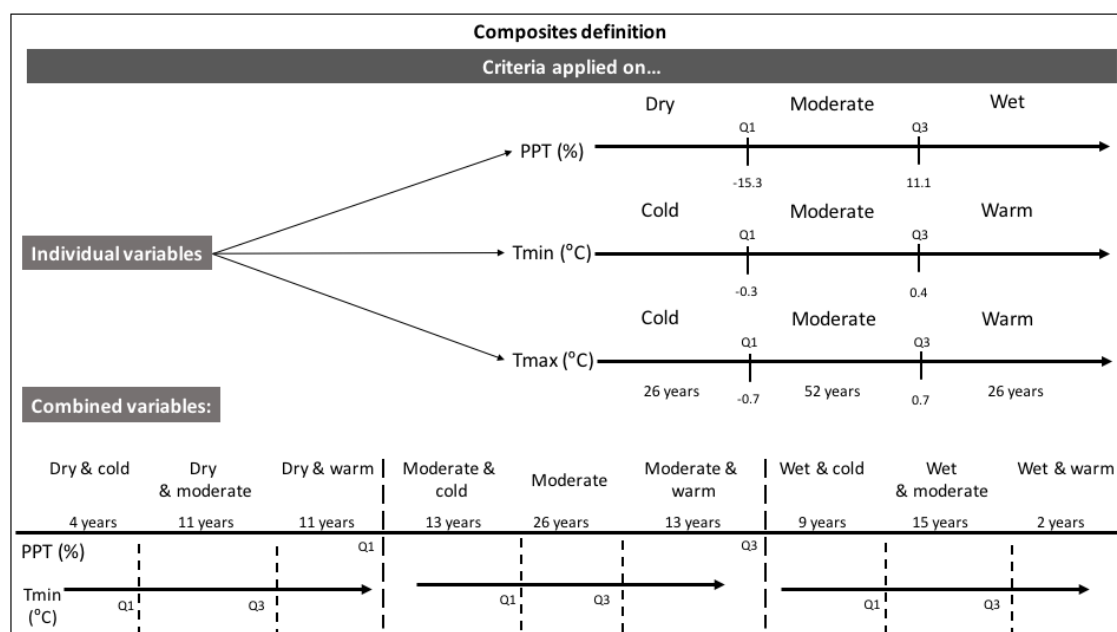 Composites definition
Criteria applied on...
Dry Moderate Wet
Q1 Q3
PPT (%)
-15.3 11.1
Cold Moderate Warm
Q1 Q3
Individual variables
Tmin (°C)
-0.3 0.4
Cold Moderate Warm
Q1 Q3
Tmax (°C)
26 years -0.7 52 years 0.7 26 years
Combined variables:
Dry & cold Dry & moderate Dry & warm Moderate & cold Moderate Moderate & warm Wet & cold Wet & moderate Wet & warm
4 years 11 years 11 years 13 years 26 years 13 years 9 years 15 years 2 years
PPT (%) Q1 Q3
Tmin (°C) Q1 Q3 Q1 Q3 Q1 Q3